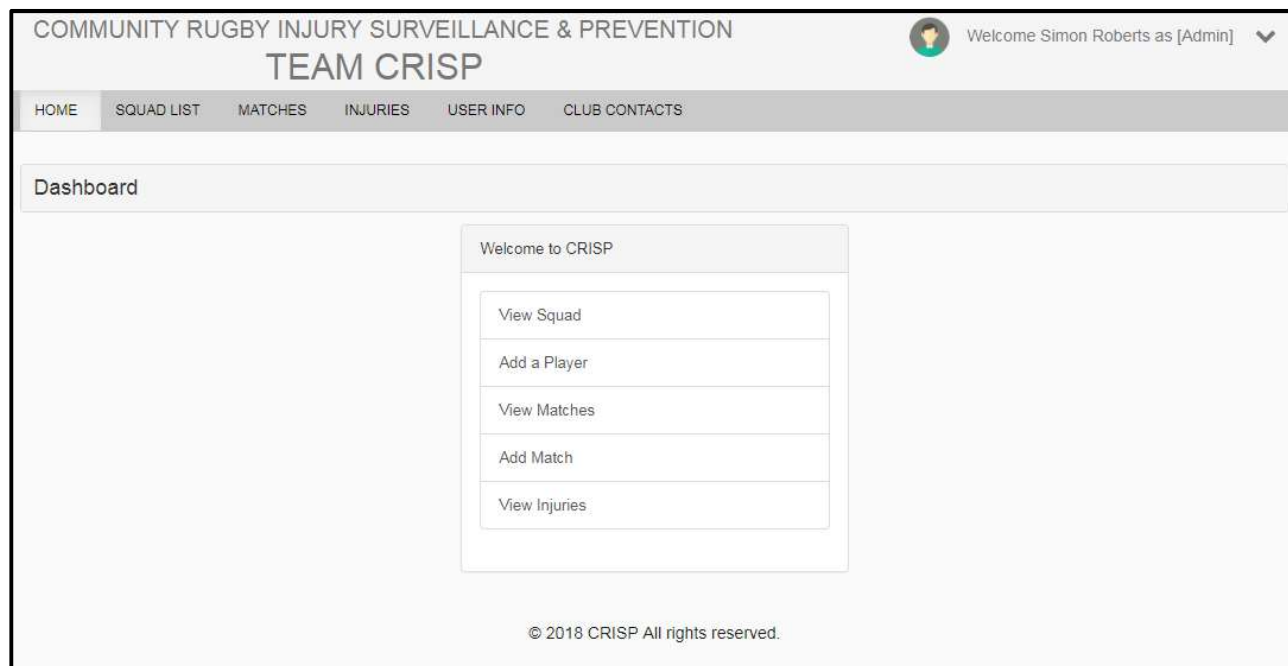 COMMUNITY RUGBY INJURY SURVEILLANCE & PREVENTION
TEAM CRISP
Welcome Simon Roberts as [Admin]
HOME SQUAD LIST MATCHES INJURIES USER INFO CLUB CONTACTS
Dashboard
Welcome to CRISP
View Squad
Add a Player
View Matches
Add Match
View Injuries
© 2018 CRISP All rights reserved.